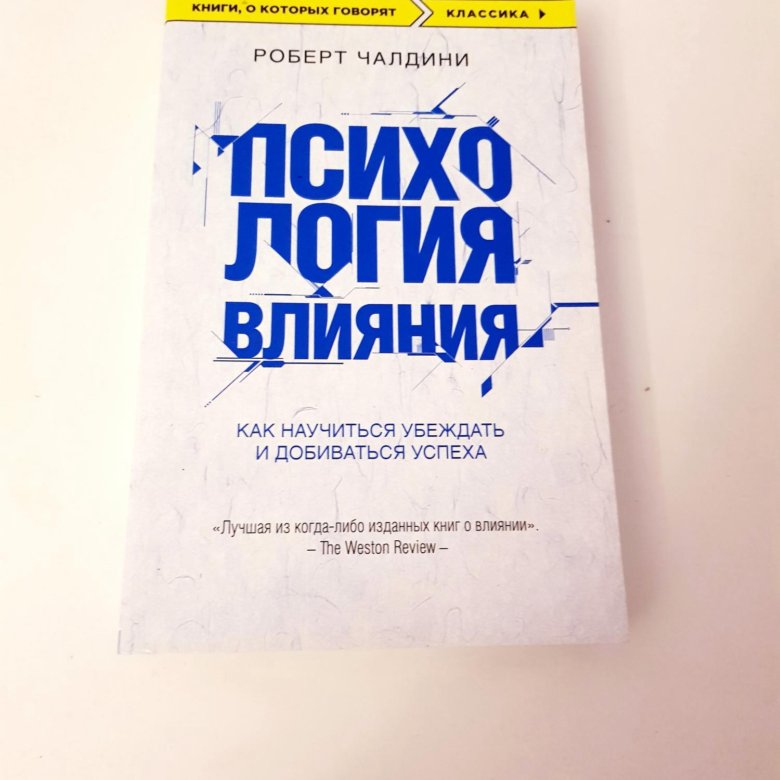 КНИГИ, О КОТОРЫХ ГОВОРЯТ КЛАССИКА
РОБЕРТ ЧАЛДИНИ
ПСИХО
ЛОГИЯ
ВЛИЯНИЯ
КАК НАУЧИТЬСЯ УБЕЖДАТЬ
И ДОБИВАТЬСЯ УСПЕХА
«Лучшая из когда-либо изданных книг о влиянии».
– The Weston Review –